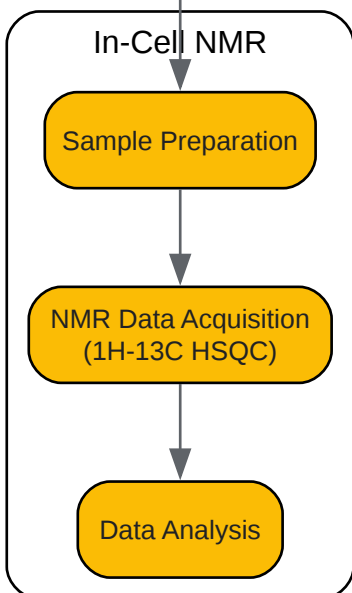 In-Cell NMR
Sample Preparation
NMR Data Acquisition
(1H-13C HSQC)
Data Analysis